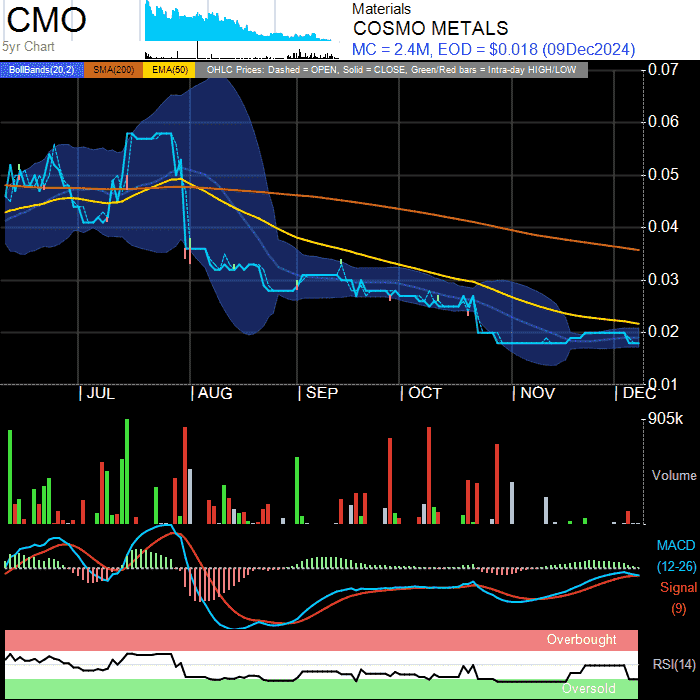 CMO
5yr Chart
Materials
COSMO METALS
MC = 2.4M, EOD = $0.018 (09Dec2024)
BollBands(20,2) SMA(200) EMA(50) OHLC Prices: Dashed = OPEN, Solid = CLOSE, Green/Red bars = Intra-day HIGH/LOW
0.07
0.06
0.05
0.04
0.03
0.02
0.01
JUL AUG SEP OCT NOV DEC
905k
Volume
MACD
(12-26)
Signal
(9)
Overbought
RSI(14)
Oversold